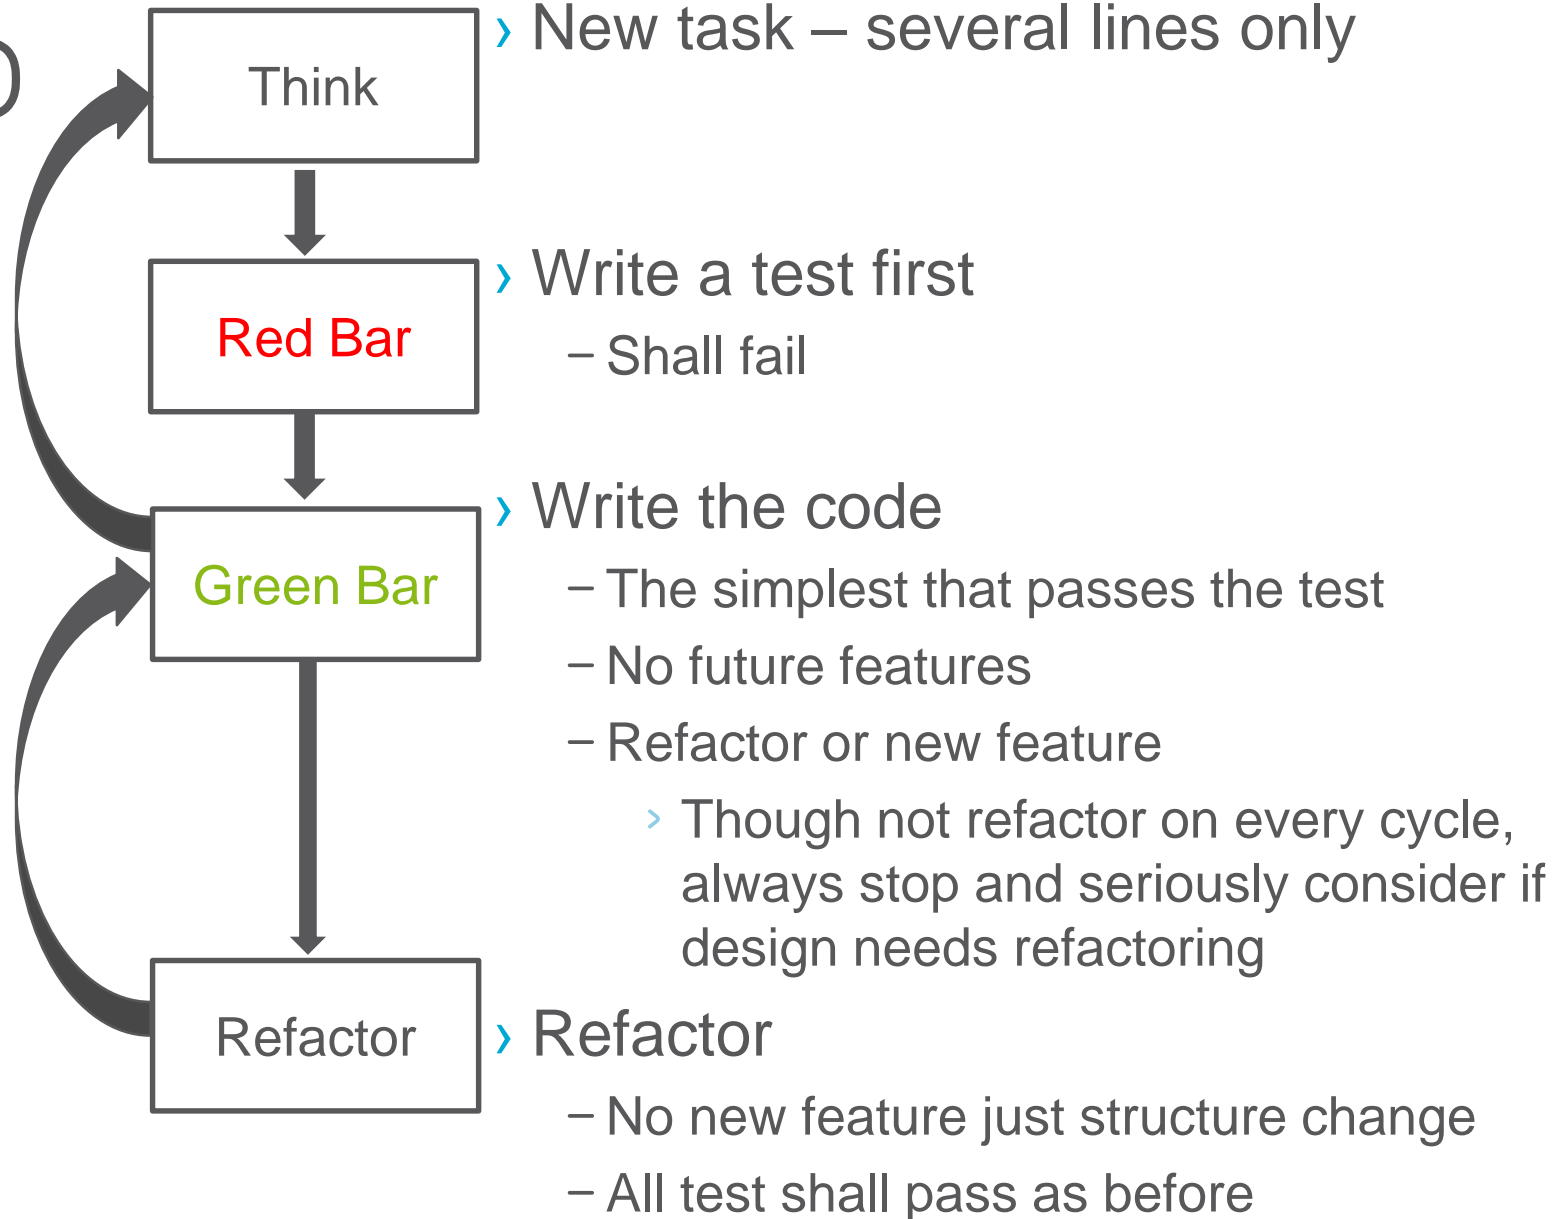 Think
› New task – several lines only
Red Bar
› Write a test first
– Shall fail
Green Bar
› Write the code
– The simplest that passes the test
– No future features
– Refactor or new feature
› Though not refactor on every cycle,
always stop and seriously consider if
design needs refactoring
Refactor
› Refactor
– No new feature just structure change
– All test shall pass as before